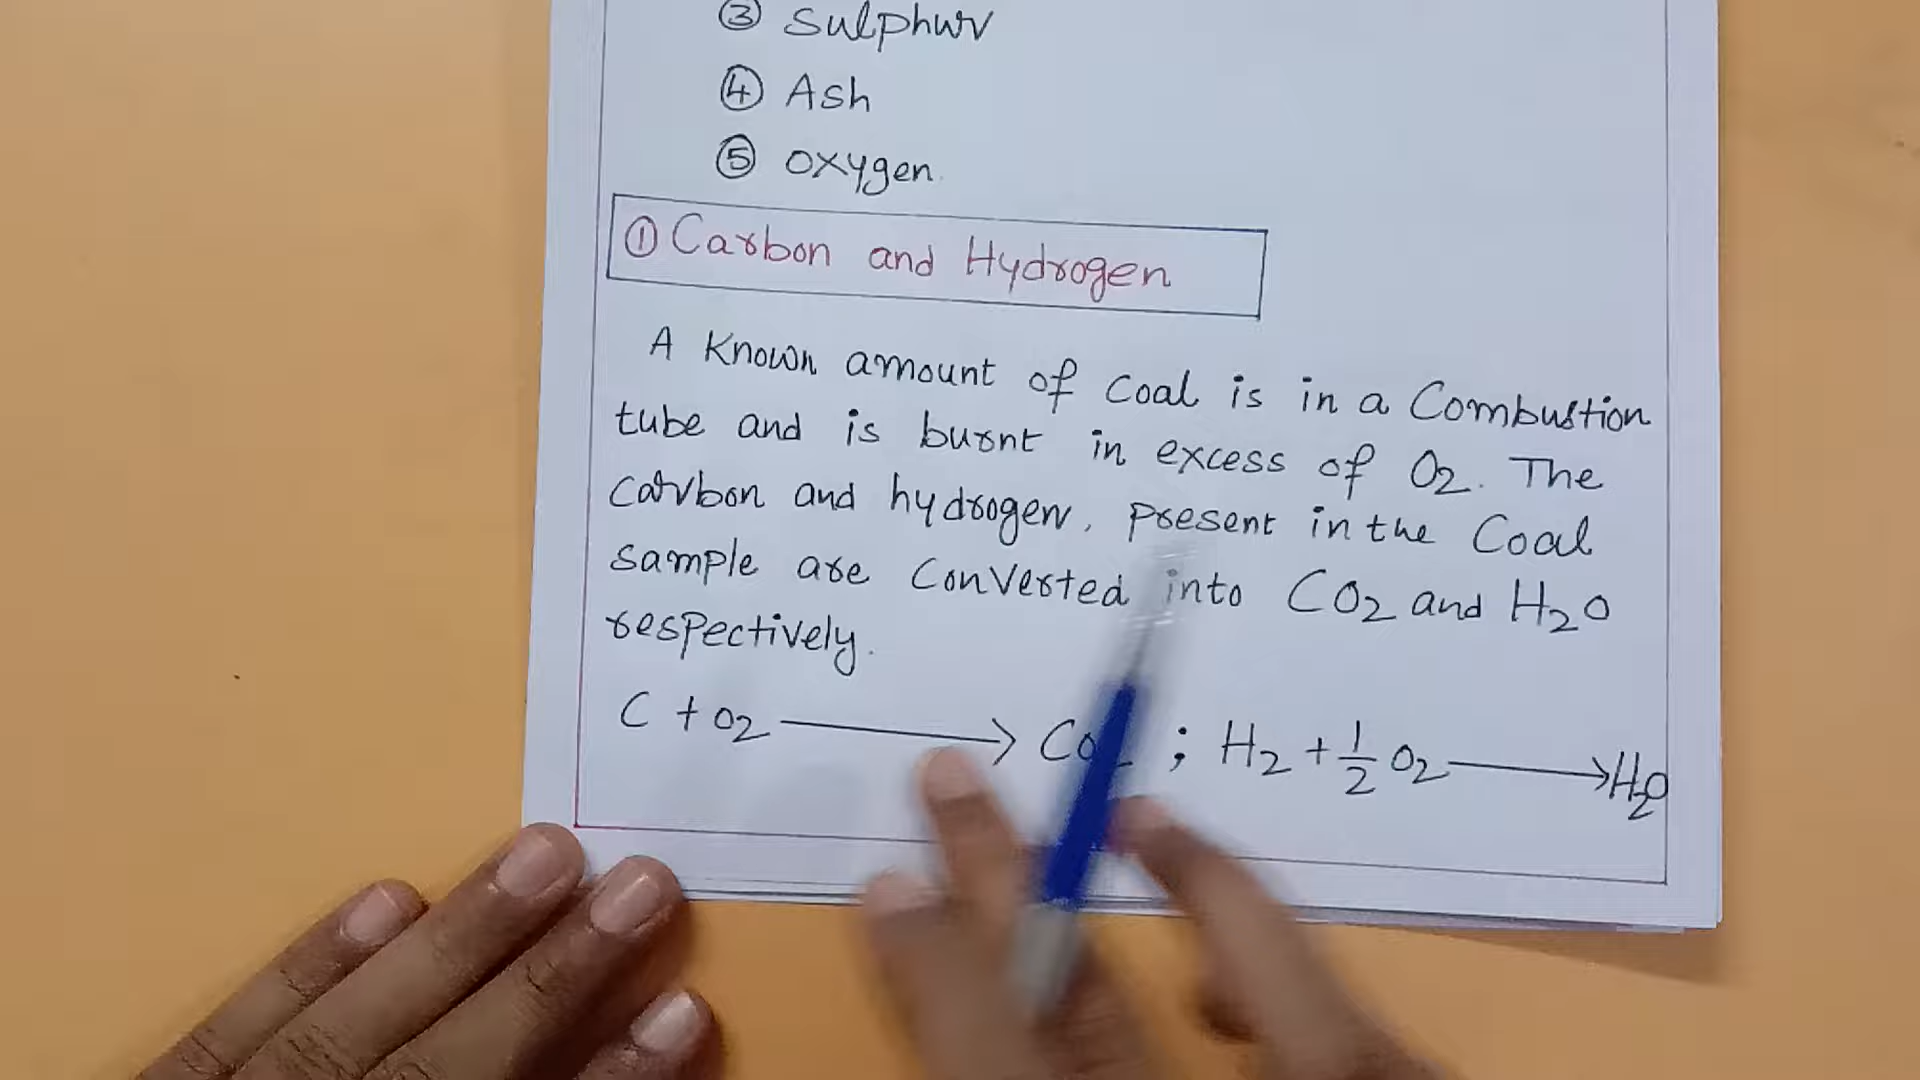 ③ Sulphur
④ Ash
⑤ Oxygen.
① Carbon and Hydrogen
A Known amount of Coal is in a Combustion
tube and is burnt in excess of O2. The
Carbon and hydrogen, present in the Coal
sample are Converted into CO2 and H2O
respectively.
C + O2 ⟶ CO2 ; H2 + 1/2 O2 ⟶ H2O